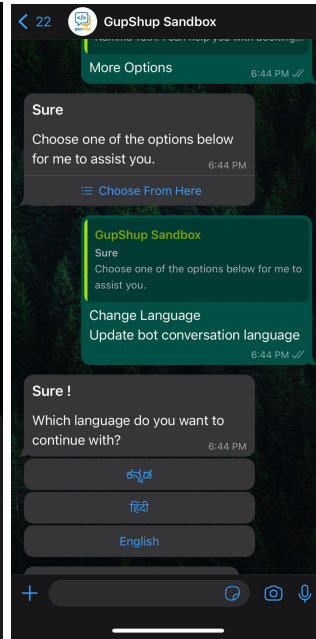 22
GupShup Sandbox
More Options
6:44 PM
Sure
Choose one of the options below
for me to assist you.
6:44 PM
Choose From Here
GupShup Sandbox
Sure
Choose one of the options below for me to
assist you.
Change Language
Update bot conversation language
6:44 PM
Sure !
Which language do you want to
continue with?
6:44 PM
ಕನ್ನಡ
हिंदी
English